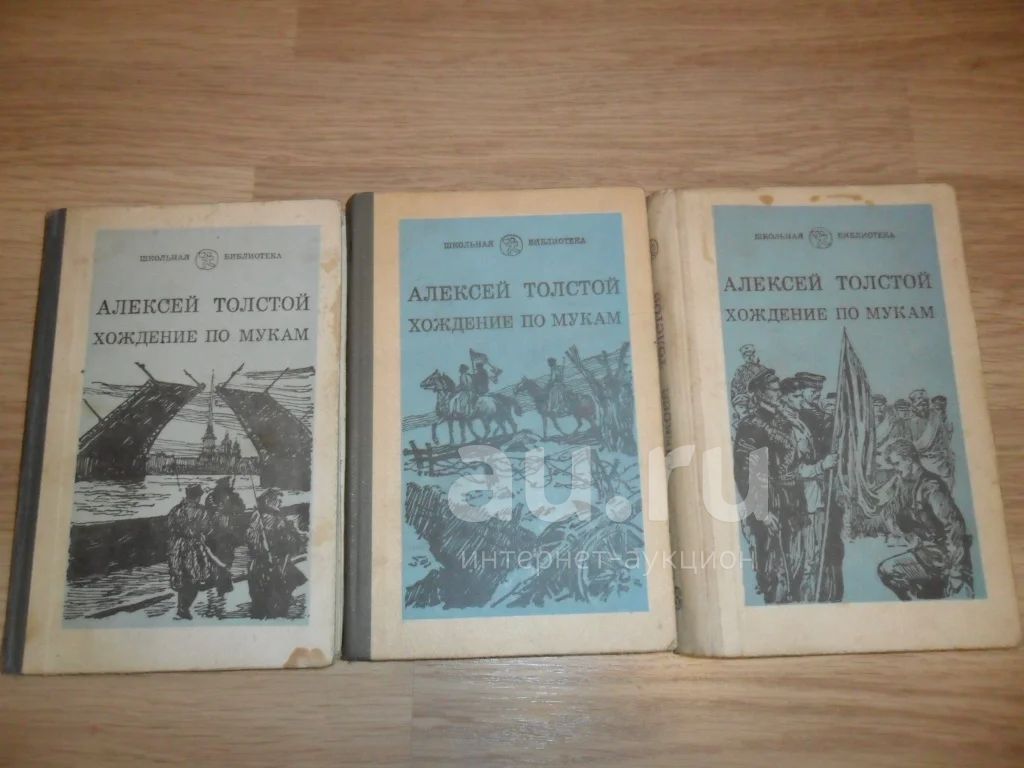 ШКОЛЬНАЯ БИБЛИОТЕКА
АЛЕКСЕЙ ТОЛСТОЙ
ХОЖДЕНИЕ ПО МУКАМ
ШКОЛЬНАЯ БИБЛИОТЕКА
АЛЕКСЕЙ ТОЛСТОЙ
ХОЖДЕНИЕ ПО МУКАМ
ШКОЛЬНАЯ БИБЛИОТЕКА
АЛЕКСЕЙ ТОЛСТОЙ
ХОЖДЕНИЕ ПО МУКАМ
au.ru
интернет-аукцион